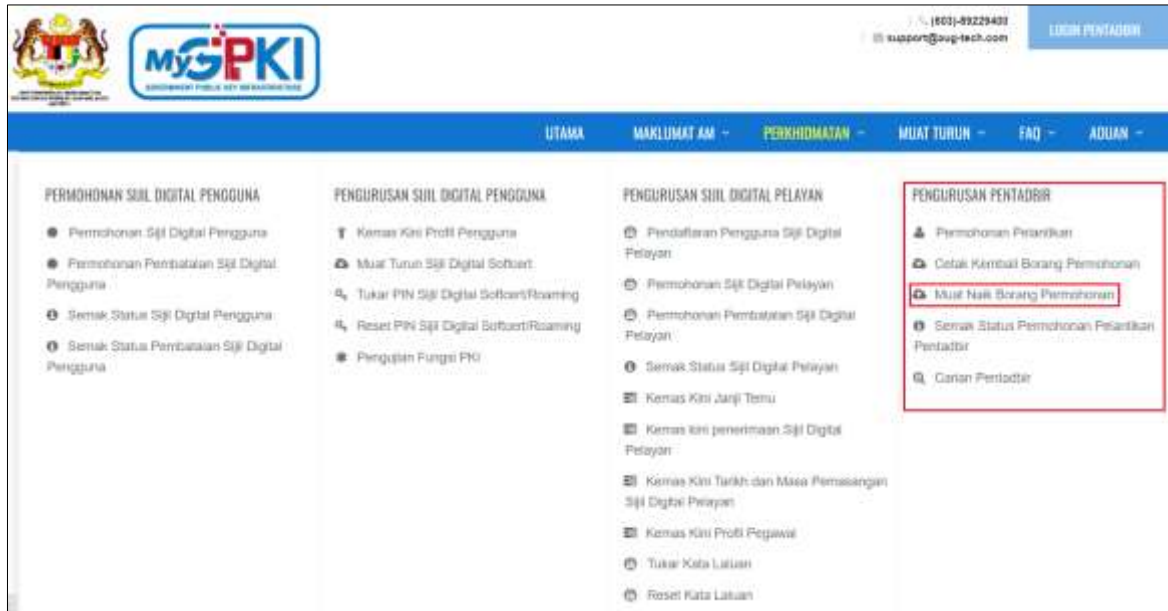 (603)-89229400
support@aug-tech.com
LOGIN PENTADBIR
MyGPKI
GOVERNMENT PUBLIC KEY INFRASTRUCTURE
UTAMA
MAKLUMAT AM
PERKHIDMATAN
MUAT TURUN
FAQ
ADUAN
PERMOHONAN SIJIL DIGITAL PENGGUNA
Permohonan Sijil Digital Pengguna
Permohonan Pembatalan Sijil Digital
Pengguna
Semak Status Sijil Digital Pengguna
Semak Status Pembatalan Sijil Digital
Pengguna
PENGURUSAN SIJIL DIGITAL PENGGUNA
Kemas Kini Profil Pengguna
Muat Turun Sijil Digital Softcert
Tukar PIN Sijil Digital Softcert/Roaming
Reset PIN Sijil Digital Softcert/Roaming
Pengujian Fungsi PKI
PENGURUSAN SIJIL DIGITAL PELAYAN
Pendaftaran Pengguna Sijil Digital
Pelayan
Permohonan Sijil Digital Pelayan
Permohonan Pembatalan Sijil Digital
Pelayan
Semak Status Sijil Digital Pelayan
Kemas Kini Janji Temu
Kemas kini penerimaan Sijil Digital
Pelayan
Kemas Kini Tarikh dan Masa Pemasangan
Sijil Digital Pelayan
Kemas Kini Profil Pegawai
Tukar Kata Laluan
Reset Kata Laluan
PENGURUSAN PENTADBIR
Permohonan Pelantikan
Cetak Kembali Borang Permohonan
Muat Naik Borang Permohonan
Semak Status Permohonan Pelantikan
Pentadbir
Carian Pentadbir